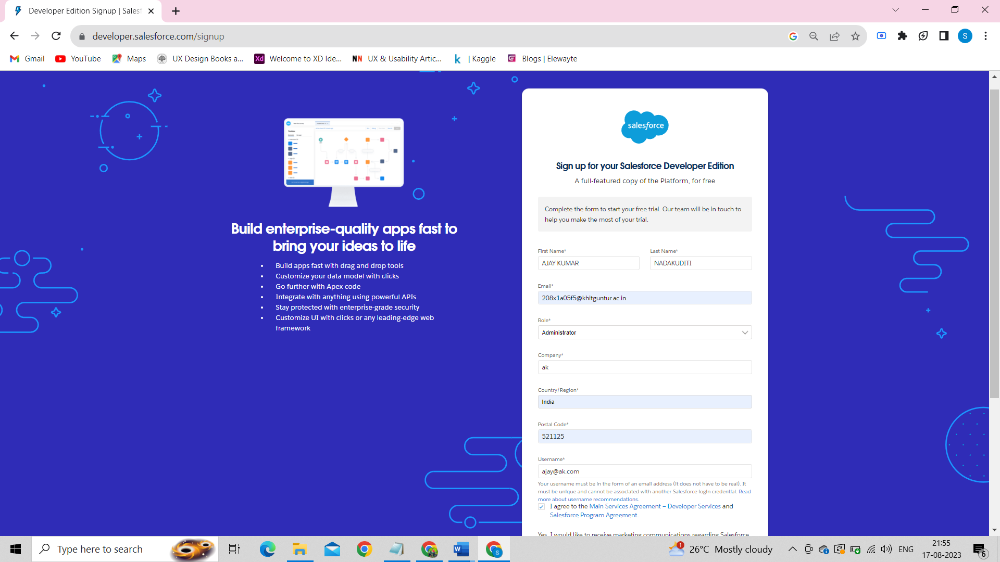 Developer Edition Signup | Salesf
developer.salesforce.com/signup
S
Gmail
YouTube
Maps
UX Design Books a...
Xd
Welcome to XD Ide...
NN
UX & Usability Artic...
k
| Kaggle
Blogs | Elewayte
salesforce
Sign up for your Salesforce Developer Edition
A full-featured copy of the Platform, for free
Complete the form to start your free trial. Our team will be in touch to
help you make the most of your trial.
Build enterprise-quality apps fast to
bring your ideas to life
• Build apps fast with drag and drop tools
• Customize your data model with clicks
• Go further with Apex code
• Integrate with anything using powerful APIs
• Stay protected with enterprise-grade security
• Customize UI with clicks or any leading-edge web
framework
First Name*
Last Name*
AJAY KUMAR
NADAKUDITI
Email*
208x1a05f5@khitguntur.ac.in
Role*
Administrator
Company*
ak
Country/Region*
India
Postal Code*
521125
Username*
ajay@ak.com
Your username must be in the form of an email address (it does not have to be real). It
must be unique and cannot be associated with another Salesforce login credential. Read
more about username recommendations.
I agree to the Main Services Agreement – Developer Services and
Salesforce Program Agreement.
Yes, I would like to receive marketing communications regarding Salesforce
Type here to search
W
S
1
26°C Mostly cloudy
ENG
21:55
17-08-2023
6